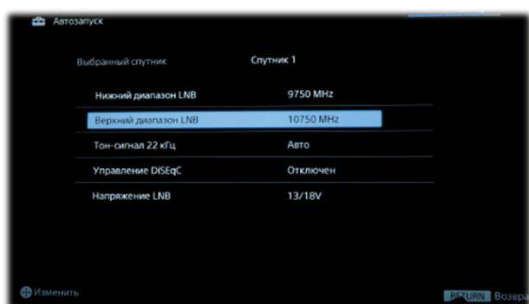 Автозапуск
Выбранный спутник Спутник 1
Нижний диапазон LNB 9750 MHz
Верхний диапазон LNB 10750 MHz
Тон-сигнал 22 кГц Авто
Управление DiSEqC Отключен
Напряжение LNB 13/18V
Изменить RETURN Возвра